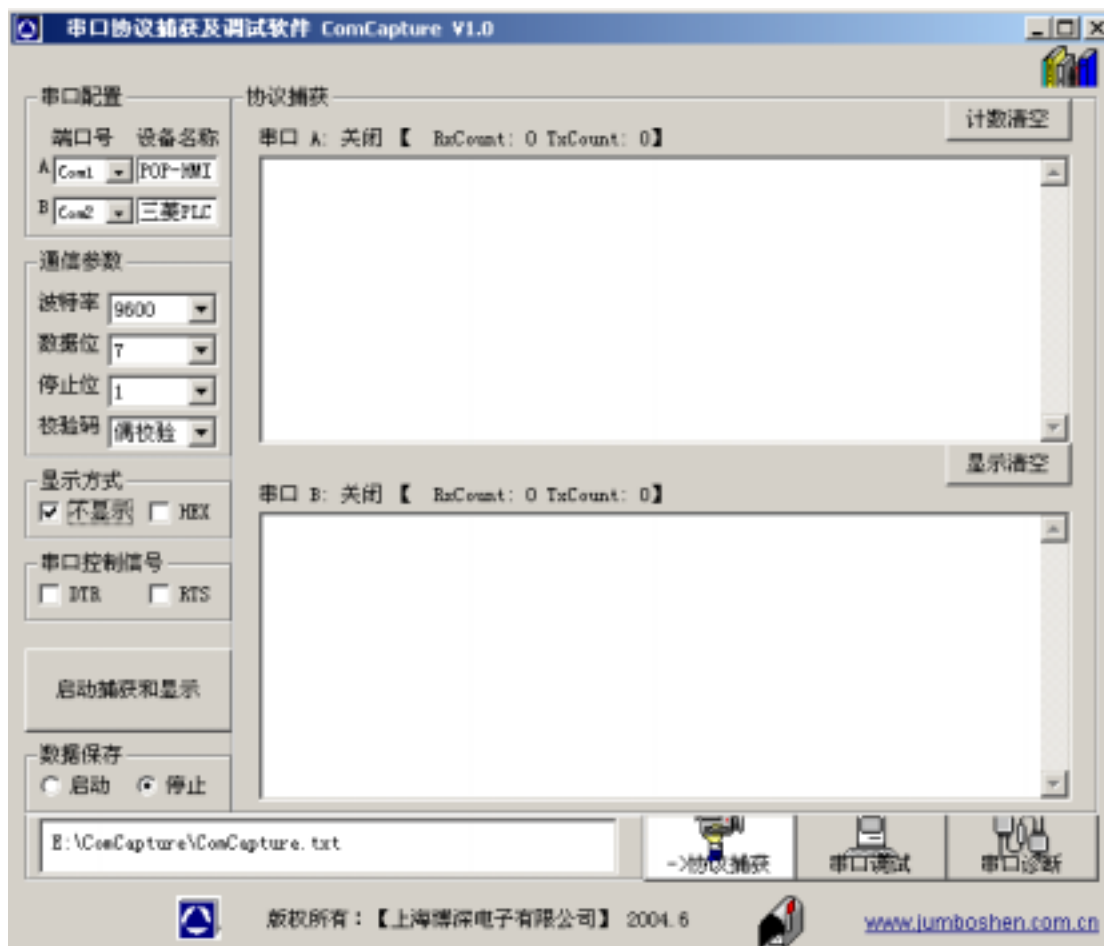 串口协议捕获及调试软件 ComCapture V1.0
串口配置
端口号 设备名称
A Com1 POP-HMI
B Com2 三菱PLC
通信参数
波特率 9600
数据位 7
停止位 1
校验码 偶校验
显示方式
不显示 HEX
串口控制信号
DTR RTS
启动捕获和显示
数据保存
启动 停止
协议捕获
计数清空
串口 A: 关闭 【 RxCount: 0 TxCount: 0】
显示清空
串口 B: 关闭 【 RxCount: 0 TxCount: 0】
E:\ComCapture\ComCapture.txt
->协议捕获
串口调试
串口诊断
版权所有：【上海缚深电子有限公司】 2004.6
www.jumboshen.com.cn